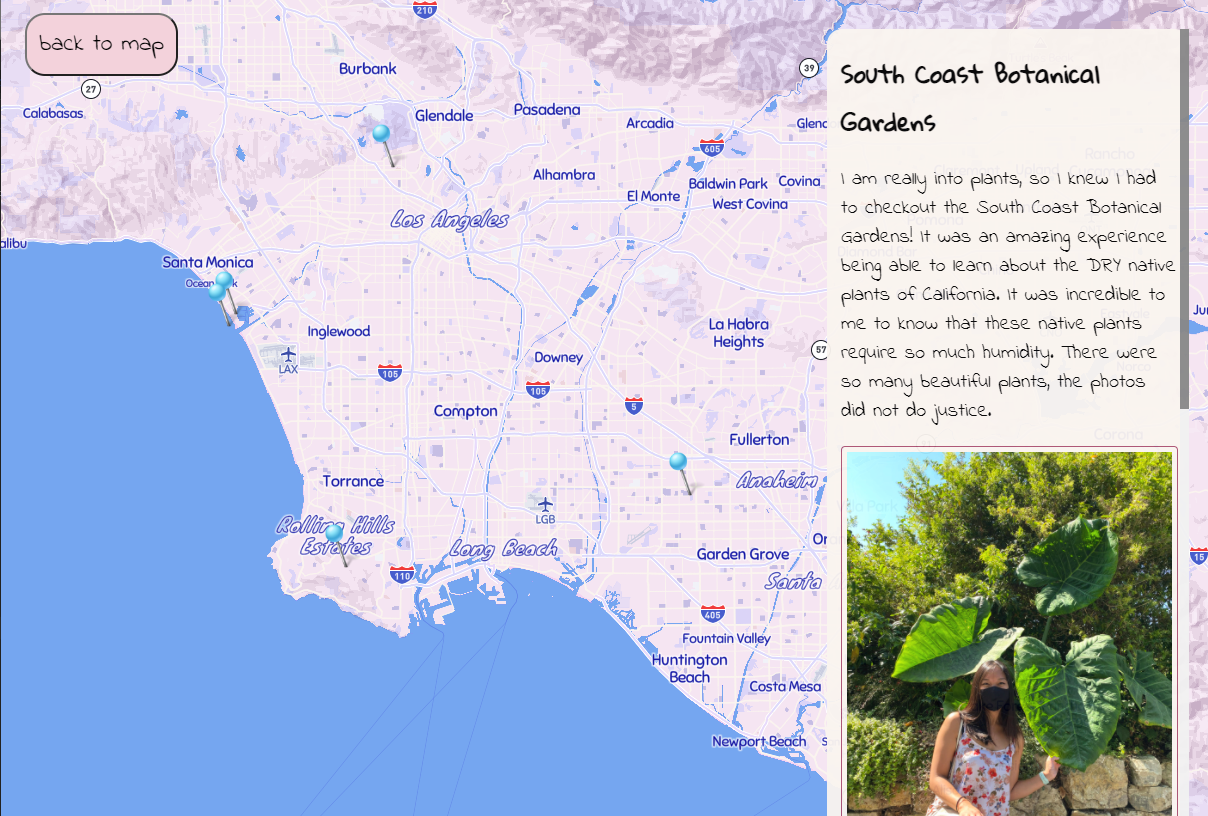 back to map
210
39
27
Burbank
Calabasas
Glendale
Pasadena
Arcadia
Glenc
605
Alhambra
El Monte
Baldwin Park
Covina
West Covina
Los Angeles
alibu
Santa Monica
Inglewood
LAX
105
La Habra
Heights
57
Downey
105
5
Compton
Fullerton
Torrance
Anaheim
LGB
Rolling Hills
Estates
Long Beach
Garden Grove
Or
110
Santa
405
Fountain Valley
Huntington
Beach
Costa Mesa
Newport Beach
S
Ju
15
South Coast Botanical
Gardens
I am really into plants, so I knew I had
to checkout the South Coast Botanical
Gardens! It was an amazing experience
being able to learn about the DRY native
plants of California. It was incredible to
me to know that these native plants
require so much humidity. There were
so many beautiful plants, the photos
did not do justice.
Rancho
Corona